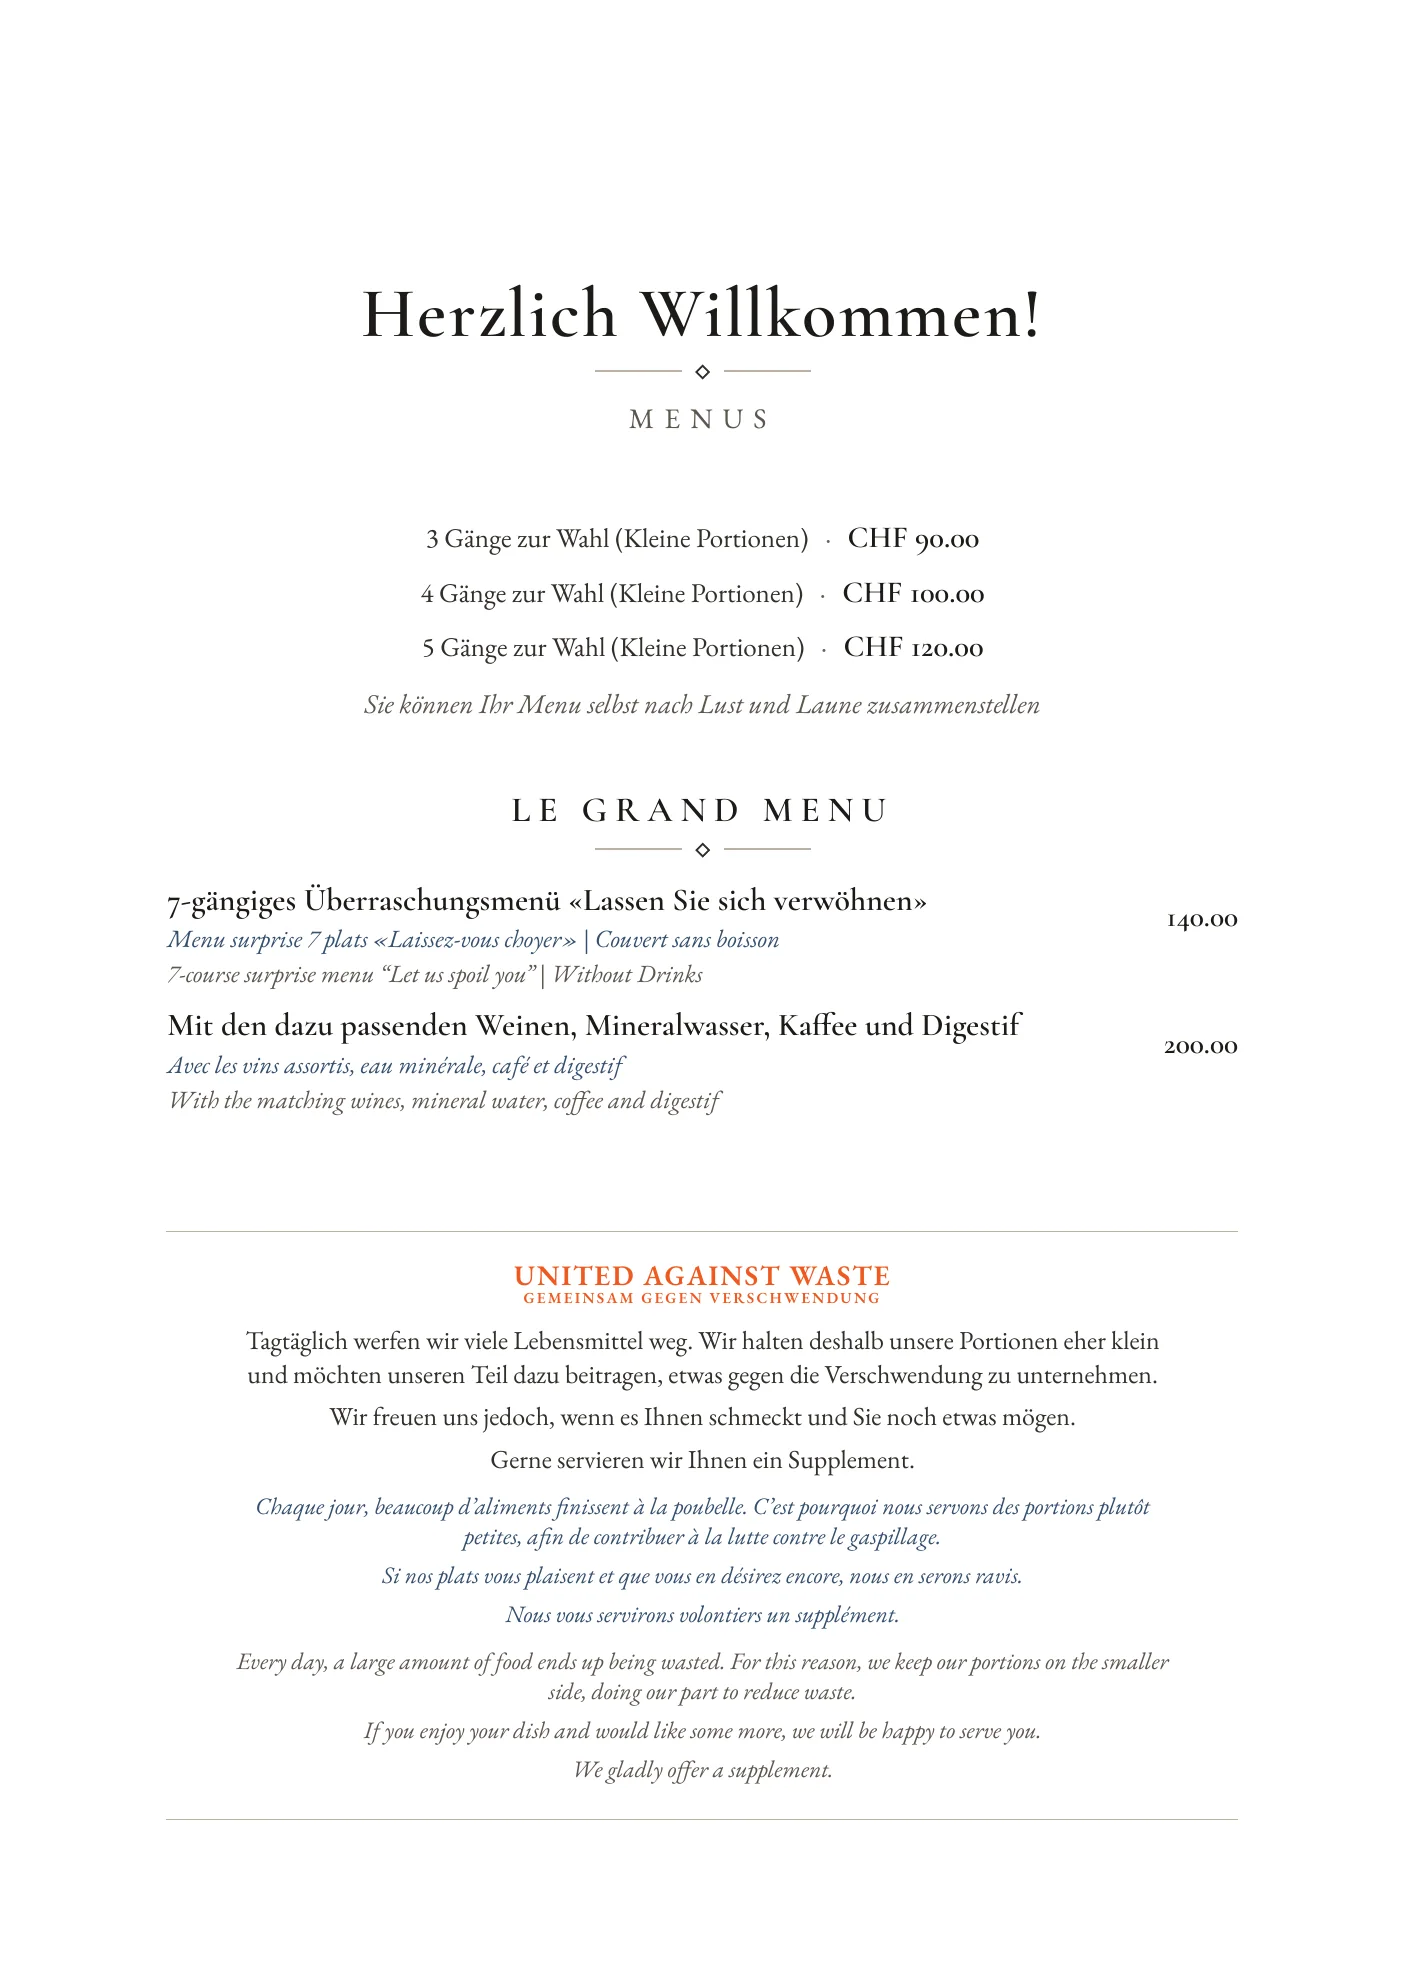 Herzlich Willkommen!
MENUS
3 Gänge zur Wahl (Kleine Portionen) · CHF 90.00
4 Gänge zur Wahl (Kleine Portionen) · CHF 100.00
5 Gänge zur Wahl (Kleine Portionen) · CHF 120.00
Sie können Ihr Menu selbst nach Lust und Laune zusammenstellen
LE GRAND MENU
7-gängiges Überraschungsmenü «Lassen Sie sich verwöhnen»
140.00
Menu surprise 7 plats «Laissez-vous choyer» | Couvert sans boisson
7-course surprise menu “Let us spoil you” | Without Drinks
Mit den dazu passenden Weinen, Mineralwasser, Kaffee und Digestif
200.00
Avec les vins assortis, eau minérale, café et digestif
With the matching wines, mineral water, coffee and digestif
UNITED AGAINST WASTE
GEMEINSAM GEGEN VERSCHWENDUNG
Tagtäglich werfen wir viele Lebensmittel weg. Wir halten deshalb unsere Portionen eher klein
und möchten unseren Teil dazu beitragen, etwas gegen die Verschwendung zu unternehmen.
Wir freuen uns jedoch, wenn es Ihnen schmeckt und Sie noch etwas mögen.
Gerne servieren wir Ihnen ein Supplement.
Chaque jour, beaucoup d’aliments finissent à la poubelle. C’est pourquoi nous servons des portions plutôt
petites, afin de contribuer à la lutte contre le gaspillage.
Si nos plats vous plaisent et que vous en désirez encore, nous en serons ravis.
Nous vous servirons volontiers un supplément.
Every day, a large amount of food ends up being wasted. For this reason, we keep our portions on the smaller
side, doing our part to reduce waste.
If you enjoy your dish and would like some more, we will be happy to serve you.
We gladly offer a supplement.